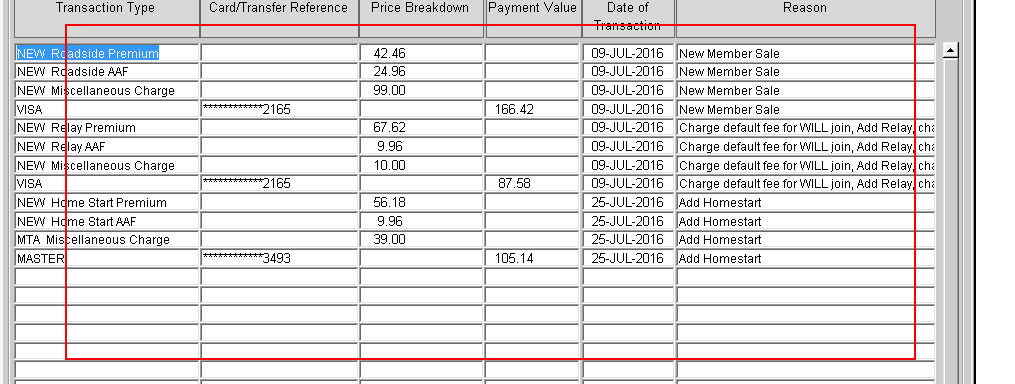 Transaction Type Card/Transfer Reference Price Breakdown Payment Value Date of Transaction Reason
NEW Roadside Premium 42.46 09-JUL-2016 New Member Sale
NEW Roadside AAF 24.96 09-JUL-2016 New Member Sale
NEW Miscellaneous Charge 99.00 09-JUL-2016 New Member Sale
VISA ************2165 166.42 09-JUL-2016 New Member Sale
NEW Relay Premium 67.62 09-JUL-2016 Charge default fee for WILL join, Add Relay, cha
NEW Relay AAF 9.96 09-JUL-2016 Charge default fee for WILL join, Add Relay, cha
NEW Miscellaneous Charge 10.00 09-JUL-2016 Charge default fee for WILL join, Add Relay, cha
VISA ************2165 87.58 09-JUL-2016 Charge default fee for WILL join, Add Relay, cha
NEW Home Start Premium 56.18 25-JUL-2016 Add Homestart
NEW Home Start AAF 9.96 25-JUL-2016 Add Homestart
MTA Miscellaneous Charge 39.00 25-JUL-2016 Add Homestart
MASTER ************3493 105.14 25-JUL-2016 Add Homestart